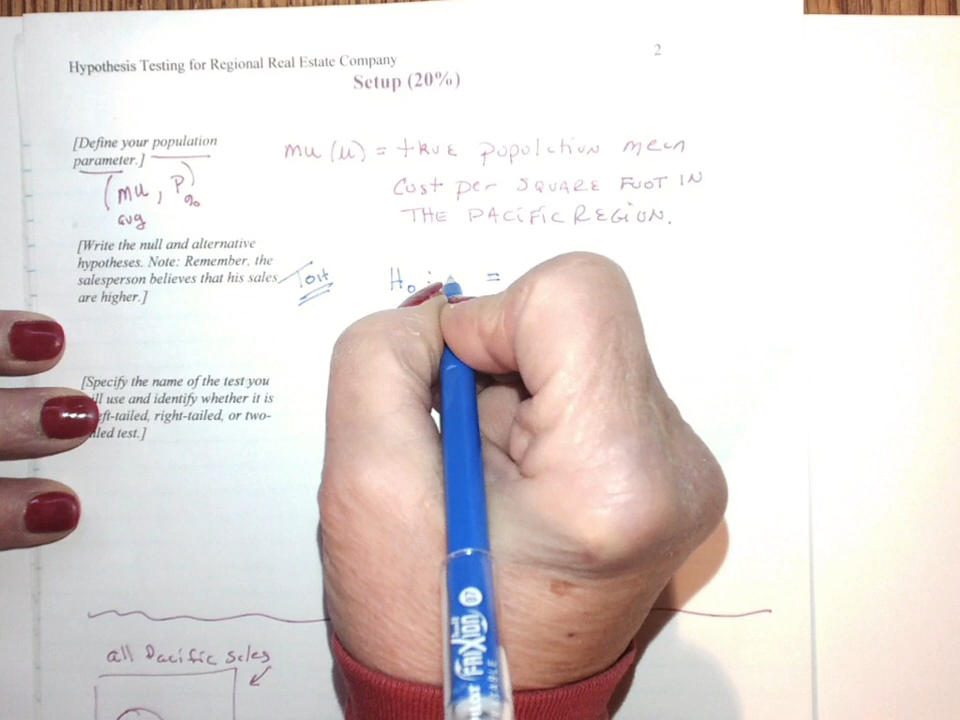 2
Hypothesis Testing for Regional Real Estate Company
Setup (20%)
[Define your population
parameter.]
(mu, P)
avg %
mu (µ) = true population mean
Cost per SQUARE FOOT IN
THE PACIFIC REGION.
[Write the null and alternative
hypotheses. Note: Remember, the
salesperson believes that his sales
are higher.]
H₀ : =
[Specify the name of the test you
ill use and identify whether it is
eft-tailed, right-tailed, or two-
iled test.]
all Pacific sales
PILOT FRIXION 07